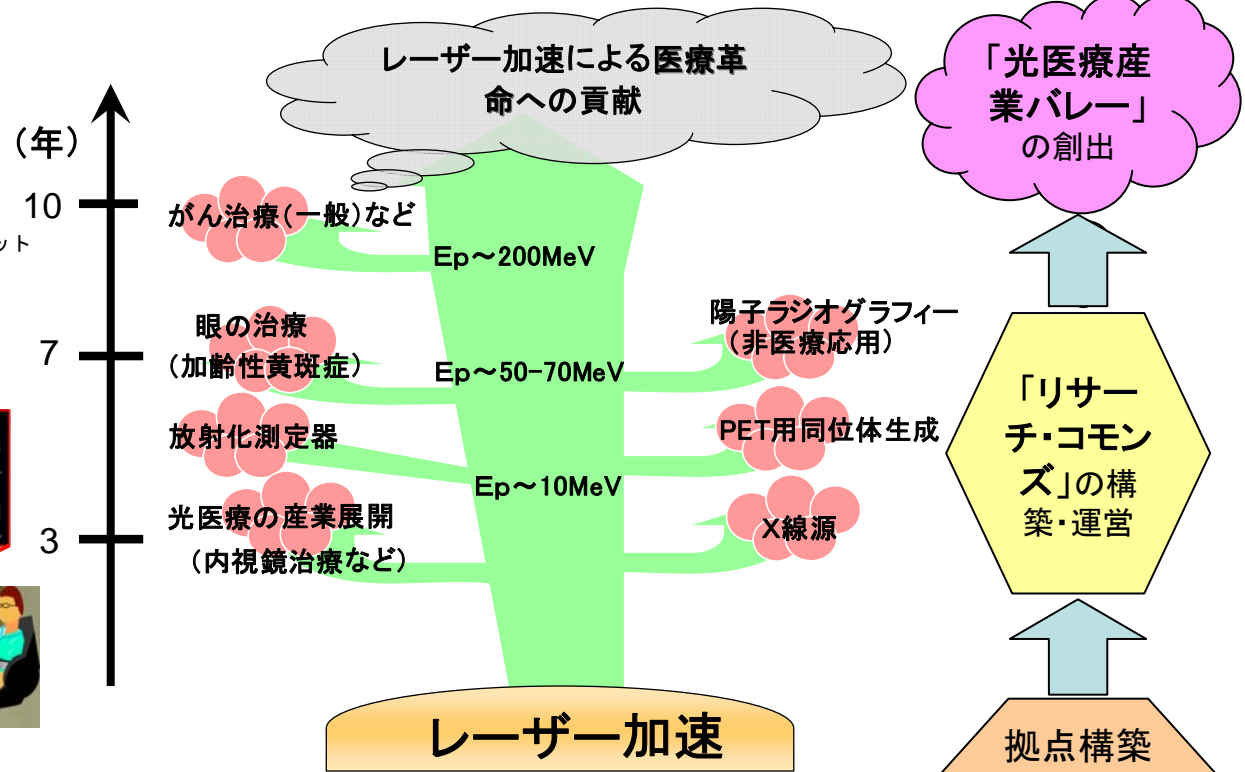 レーザー加速による医療革
命への貢献
「光医療産
業バレー」
の創出
(年)
10
ット
がん治療(一般)など
Ep～200MeV
眼の治療
(加齢性黄斑症)
陽子ラジオグラフィー
(非医療応用)
7
Ep～50-70MeV
放射化測定器
PET用同位体生成
Ep～10MeV
「リサー
チ・コモン
ズ」の構
築・運営
光医療の産業展開
(内視鏡治療など)
X線源
3
レーザー加速
拠点構築